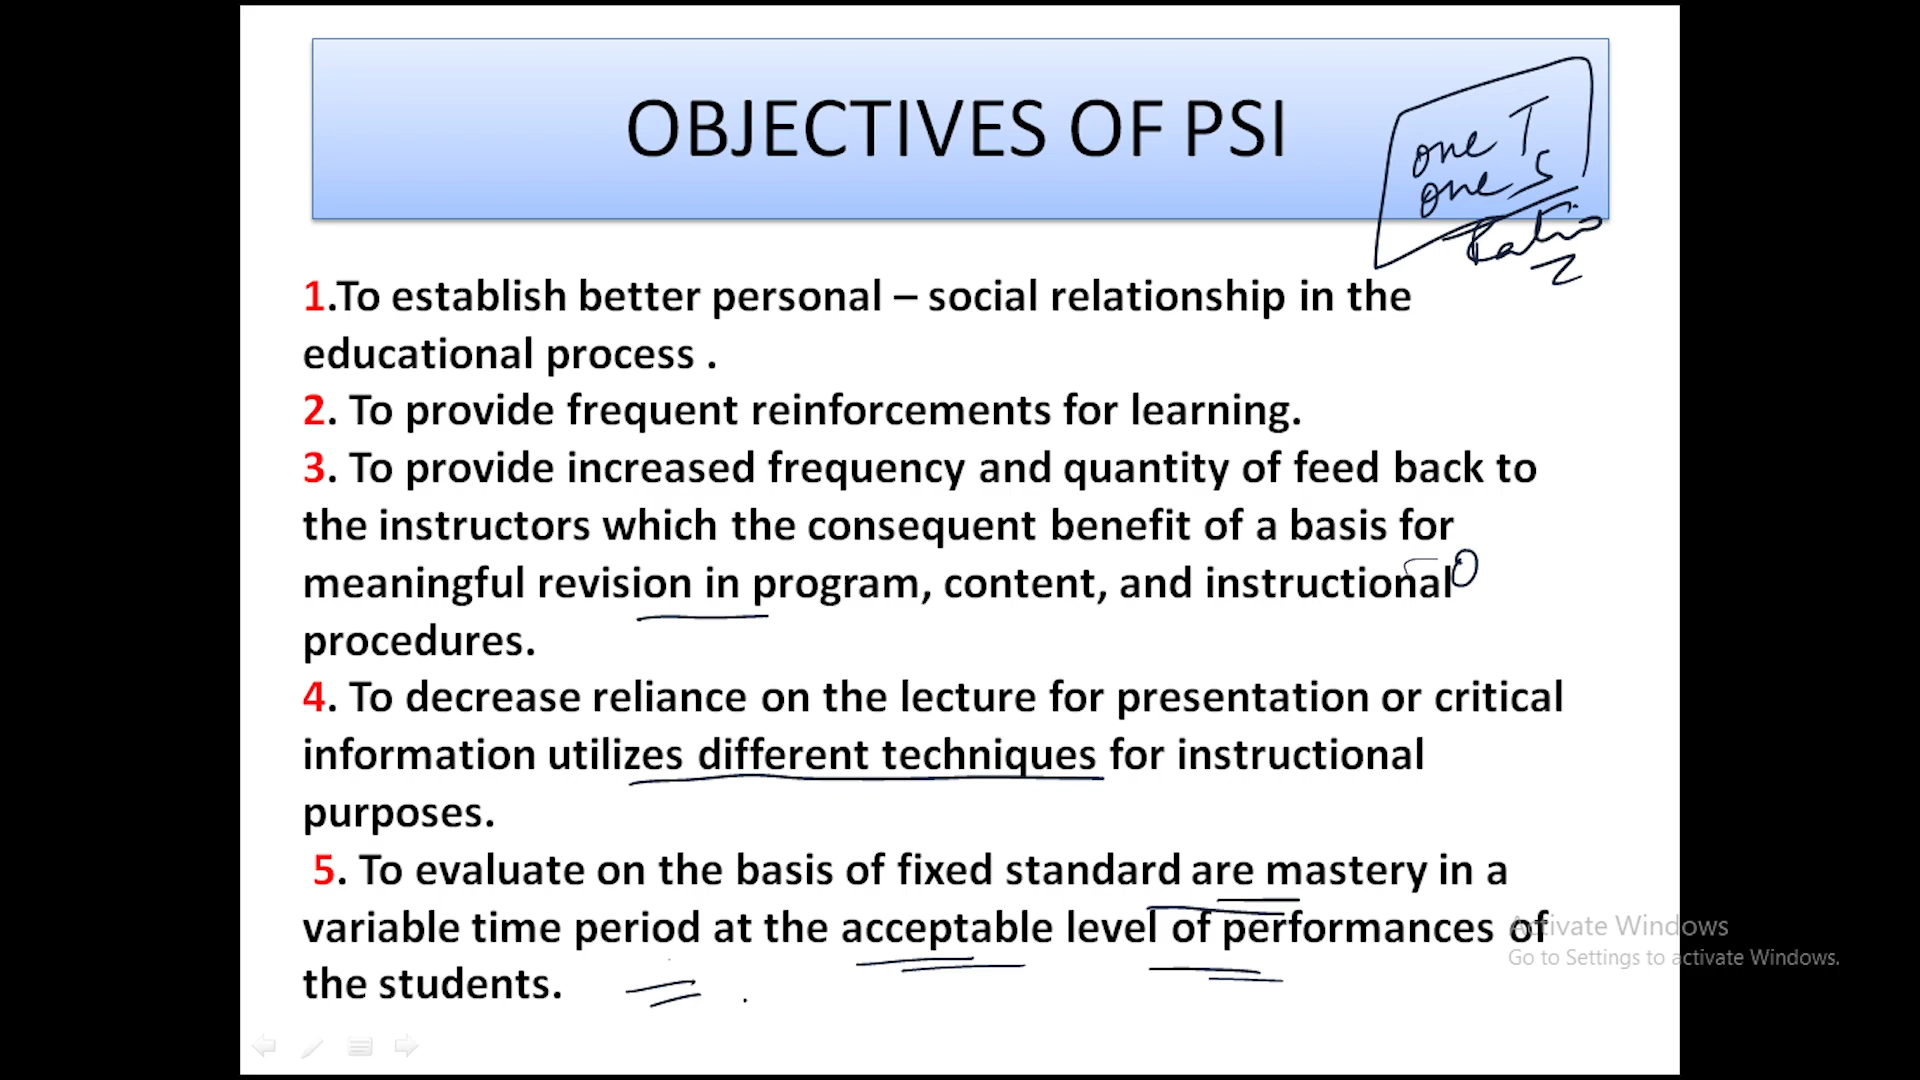 OBJECTIVES OF PSI
one T
one S
Ratio
1.To establish better personal – social relationship in the
educational process .
2. To provide frequent reinforcements for learning.
3. To provide increased frequency and quantity of feed back to
the instructors which the consequent benefit of a basis for
meaningful revision in program, content, and instructional
procedures.
4. To decrease reliance on the lecture for presentation or critical
information utilizes different techniques for instructional
purposes.
5. To evaluate on the basis of fixed standard are mastery in a
variable time period at the acceptable level of performances of
the students.
Activate Windows
Go to Settings to activate Windows.